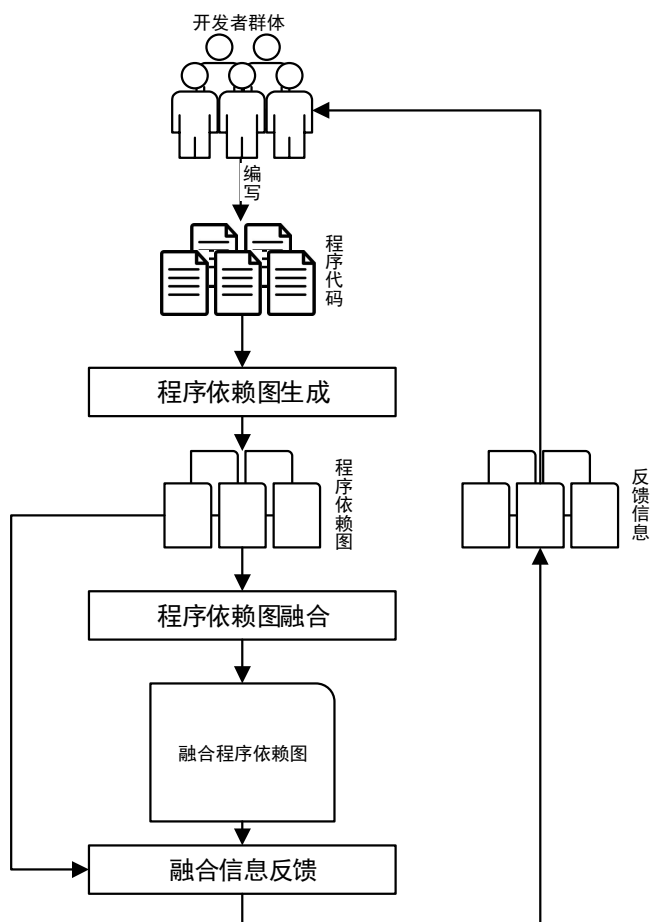 开发者群体
编写
程序代码
程序依赖图生成
程序依赖图
反馈信息
程序依赖图融合
融合程序依赖图
融合信息反馈